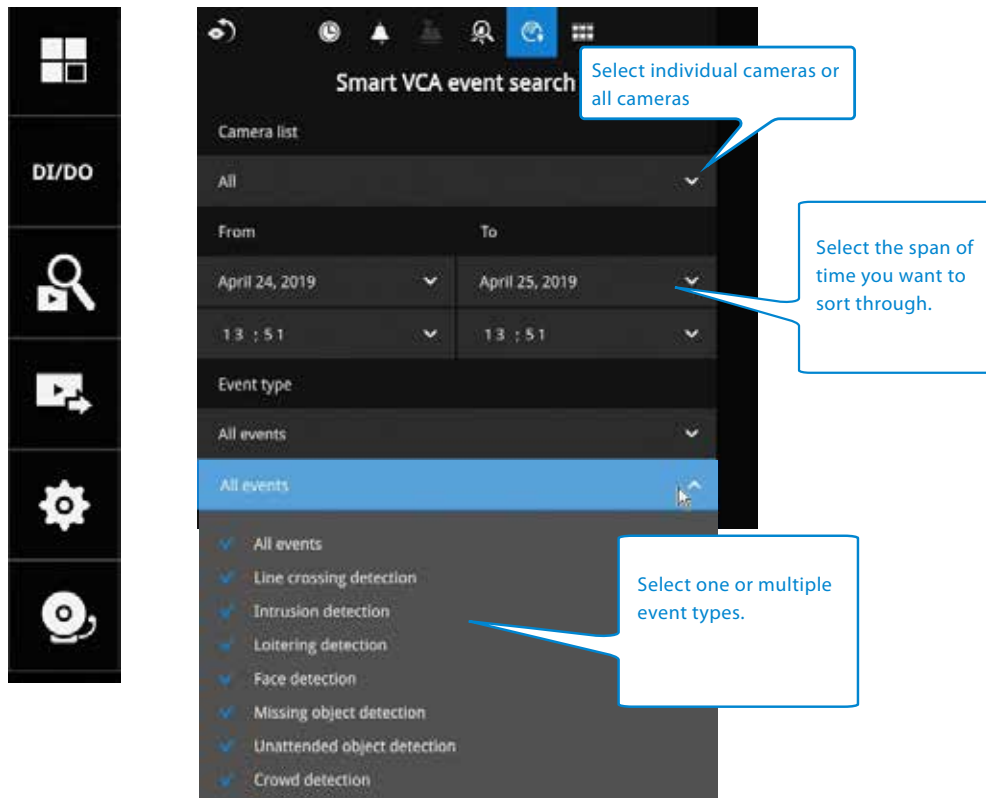 DI/DO
Smart VCA event search
Select individual cameras or
all cameras
Camera list
All
From To
April 24, 2019 April 25, 2019
13 : 51 13 : 51
Select the span of
time you want to
sort through.
Event type
All events
All events
All events
Line crossing detection
Intrusion detection
Loitering detection
Face detection
Missing object detection
Unattended object detection
Crowd detection
Select one or multiple
event types.